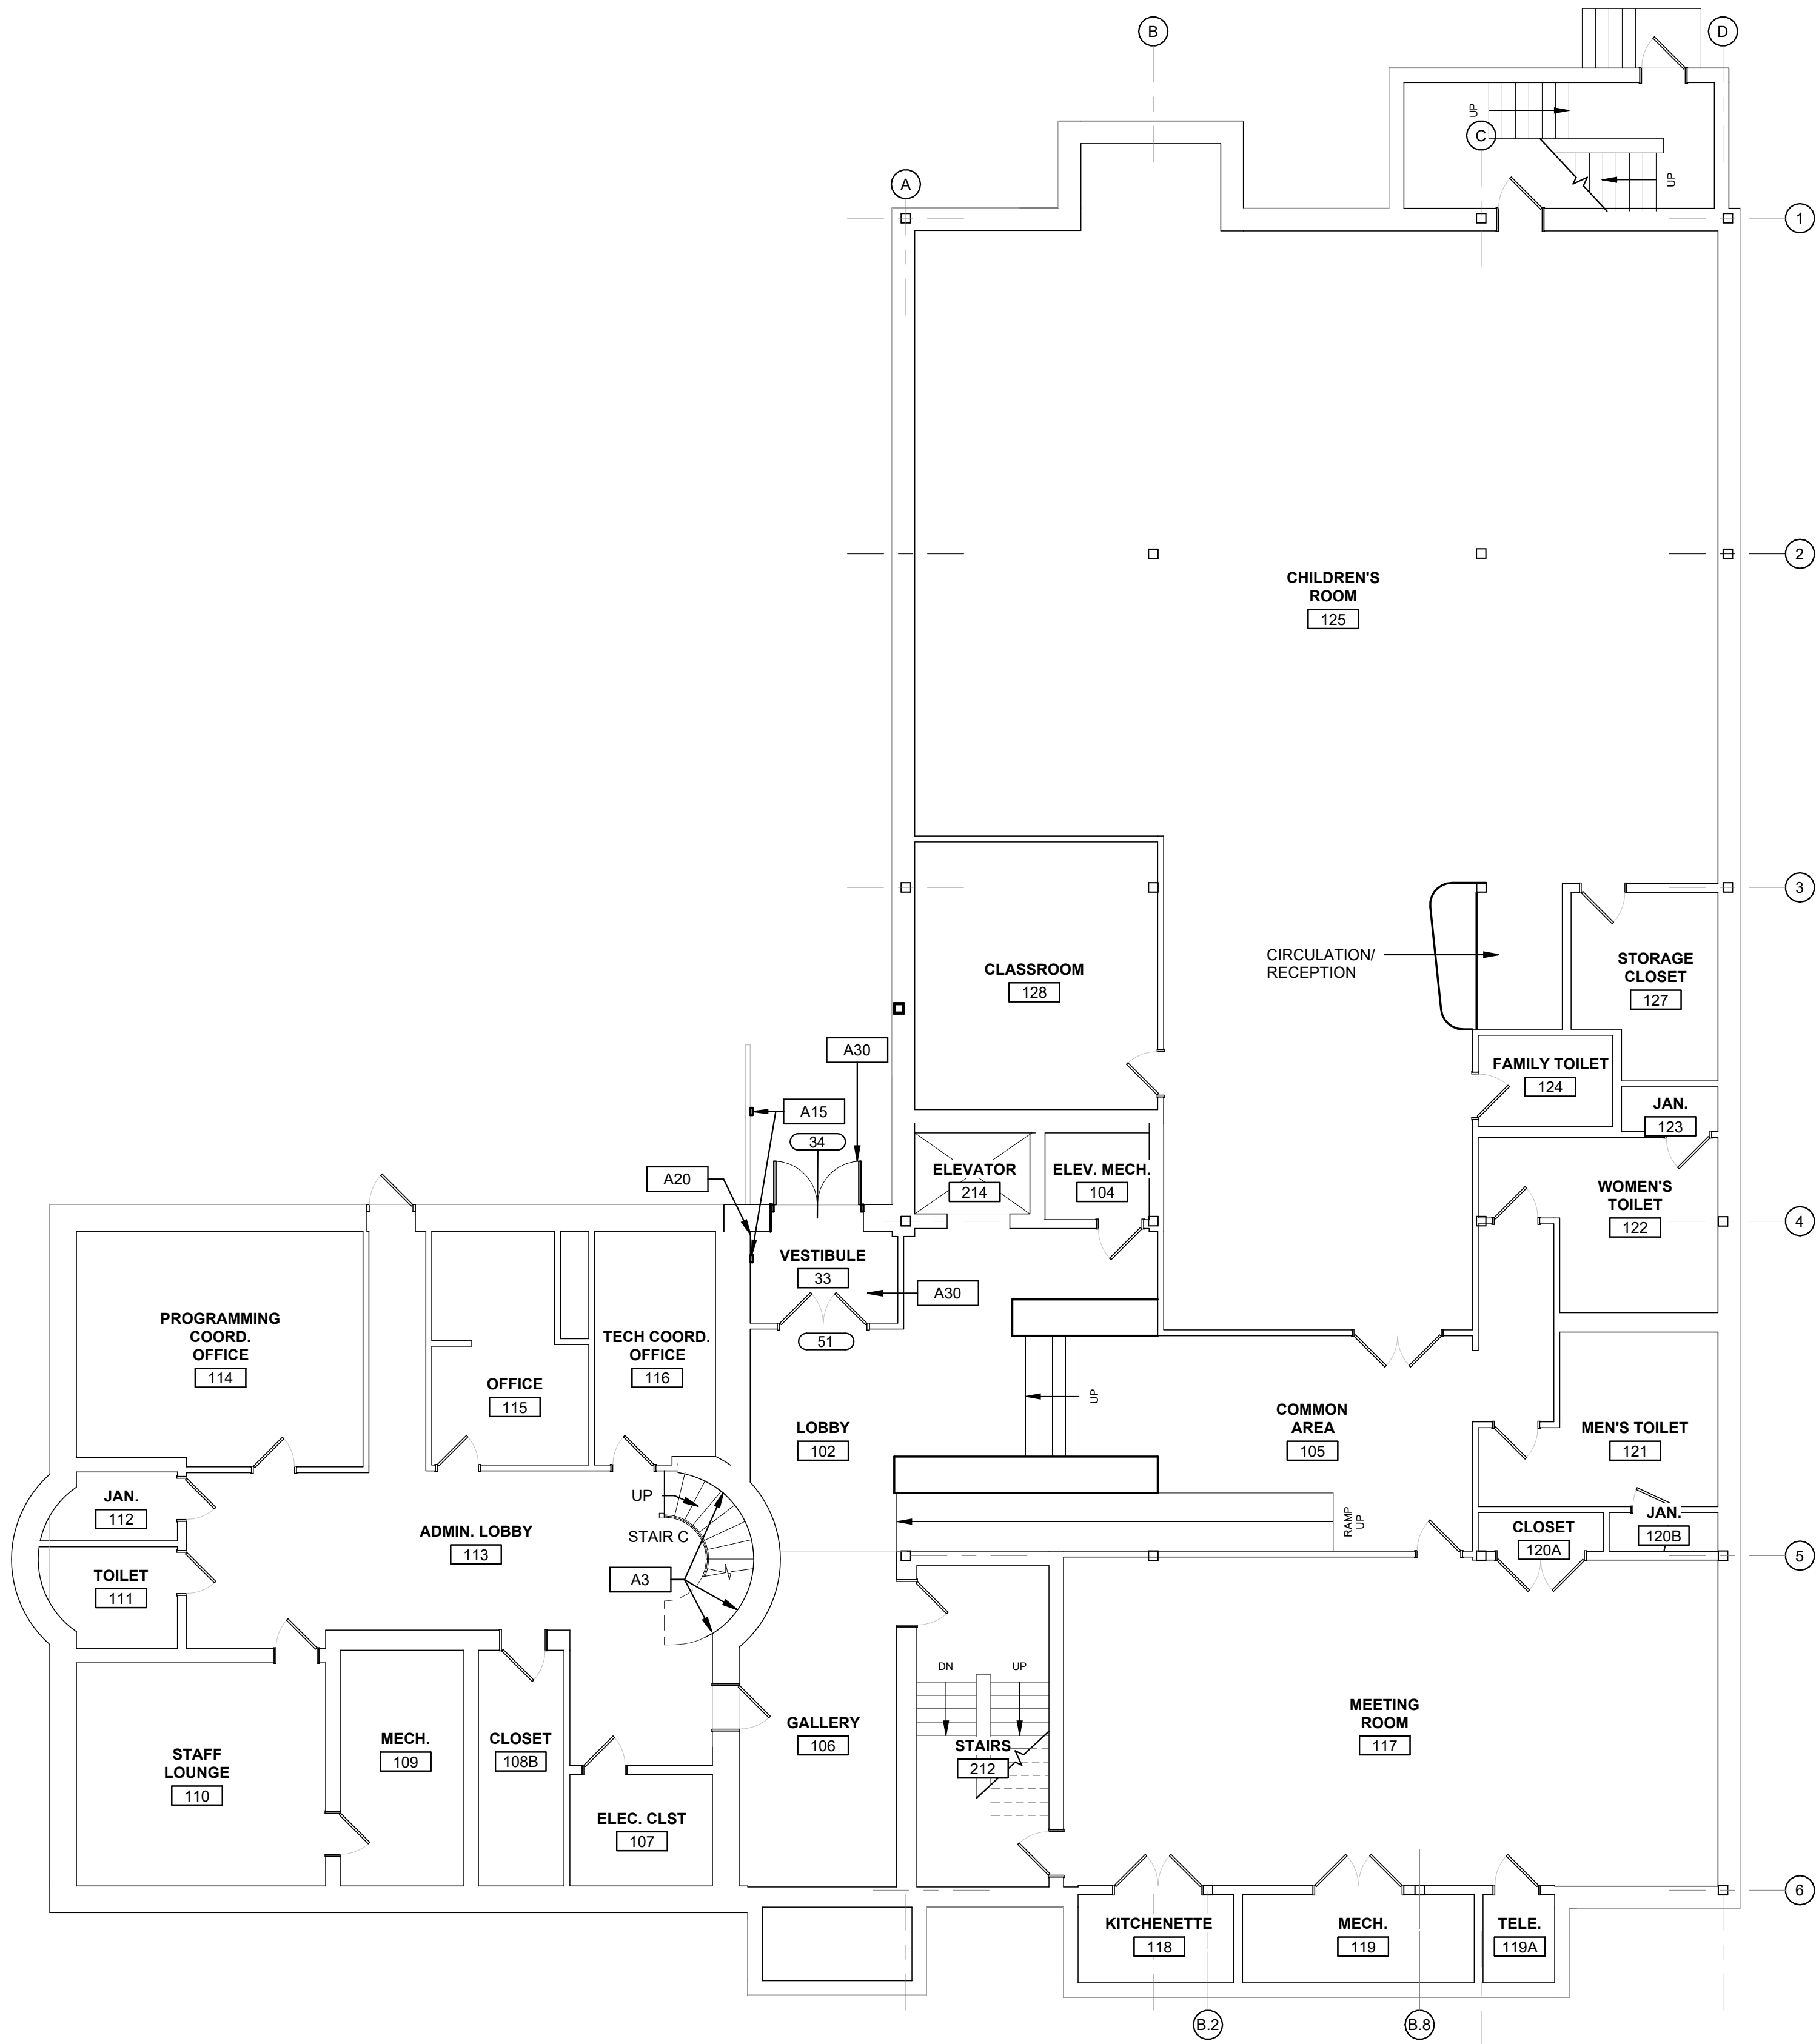 B
D
UP
C
UP
A
1
2
CHILDREN'S
ROOM
125
3
CIRCULATION/
RECEPTION
STORAGE
CLOSET
127
CLASSROOM
128
A30
FAMILY TOILET
124
A15
34
JAN.
123
A20
ELEVATOR
214
ELEV. MECH.
104
WOMEN'S
TOILET
122
4
VESTIBULE
33
A30
51
PROGRAMMING
COORD.
OFFICE
114
TECH COORD.
OFFICE
116
OFFICE
115
UP
LOBBY
102
COMMON
AREA
105
MEN'S TOILET
121
JAN.
112
UP
STAIR C
ADMIN. LOBBY
113
RAMP
UP
CLOSET
120A
JAN.
120B
5
TOILET
111
A3
DN
UP
GALLERY
106
STAIRS
212
MEETING
ROOM
117
STAFF
LOUNGE
110
MECH.
109
CLOSET
108B
ELEC. CLST
107
6
KITCHENETTE
118
MECH.
119
TELE.
119A
B.2
B.8